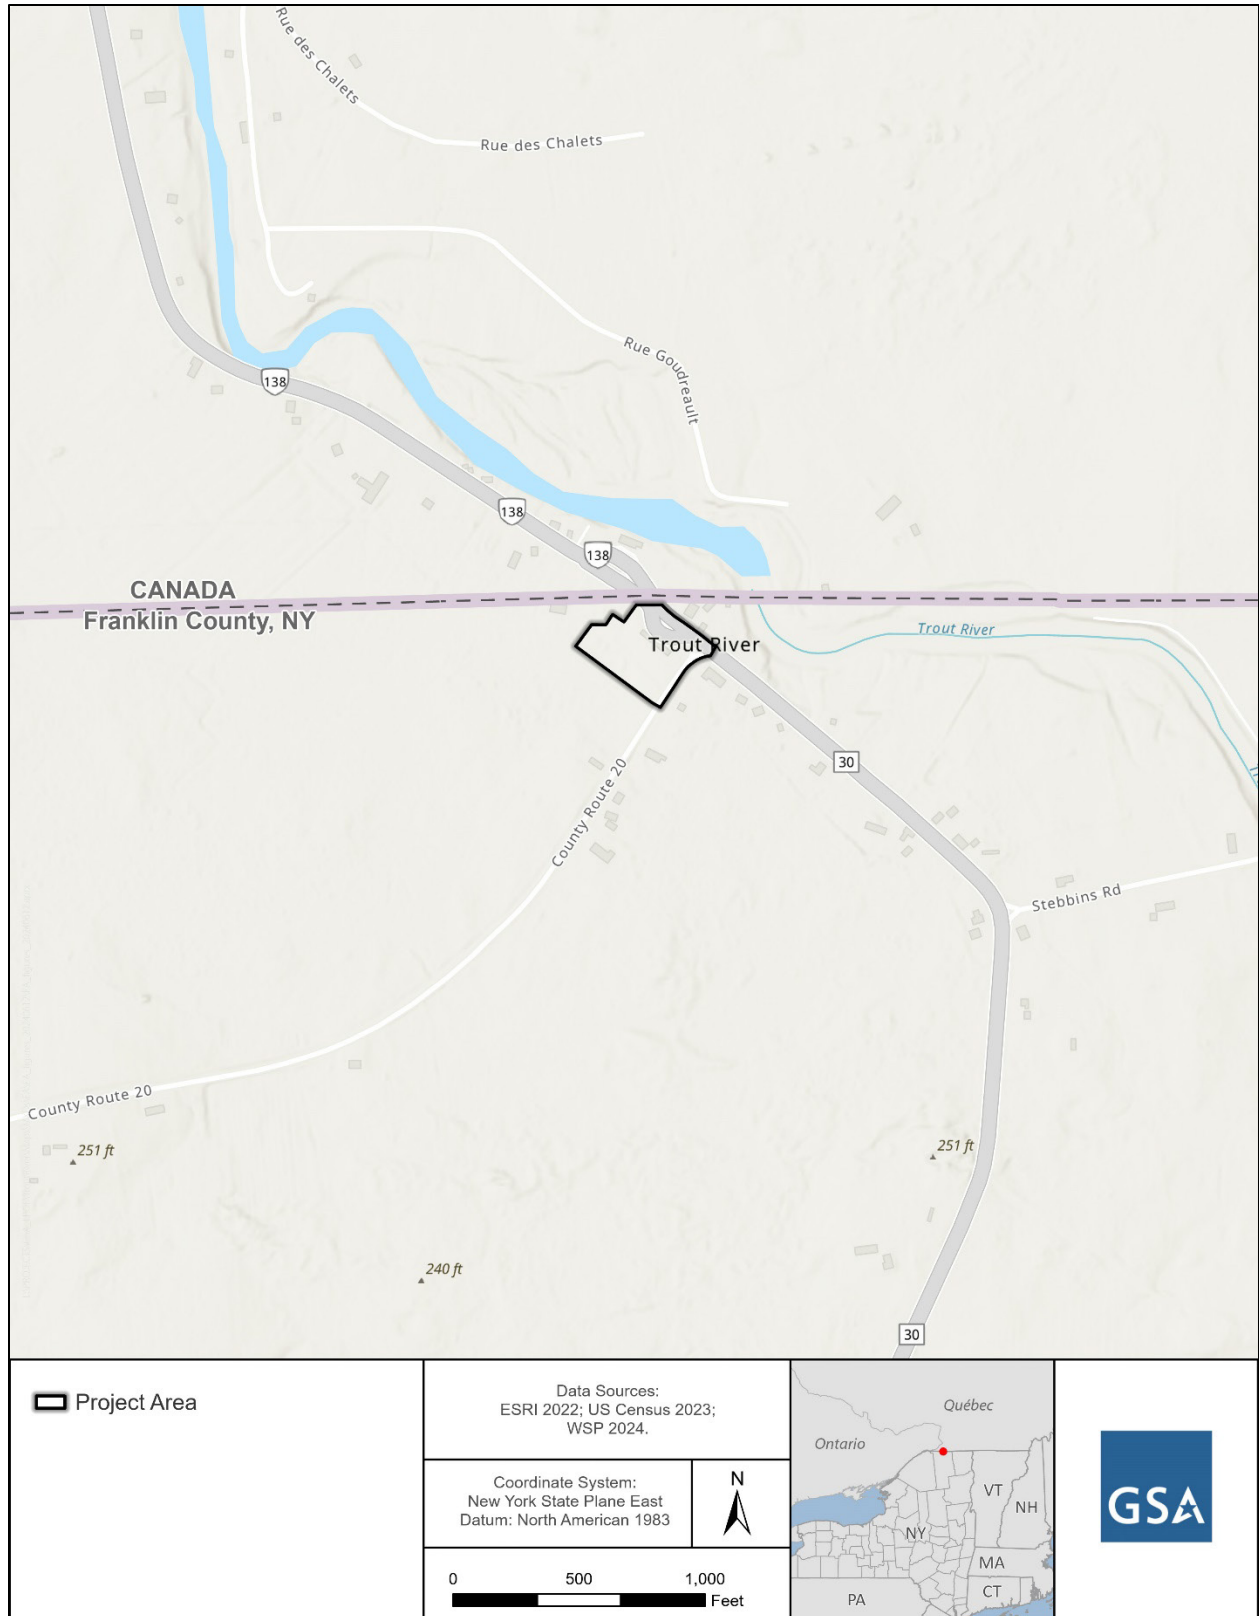 Rue des Chalets
Rue des Chalets
Rue Goudreault
138
138
138
CANADA
Franklin County, NY
Trout River
Trout River
30
County Route 20
Stebbins Rd
County Route 20
251 ft
251 ft
240 ft
30
Project Area
Data Sources:
ESRI 2022; US Census 2023;
WSP 2024.
Coordinate System:
New York State Plane East
Datum: North American 1983
N
0 500 1,000
Feet
Québec
Ontario
VT
NH
NY
MA
CT
PA
GSA